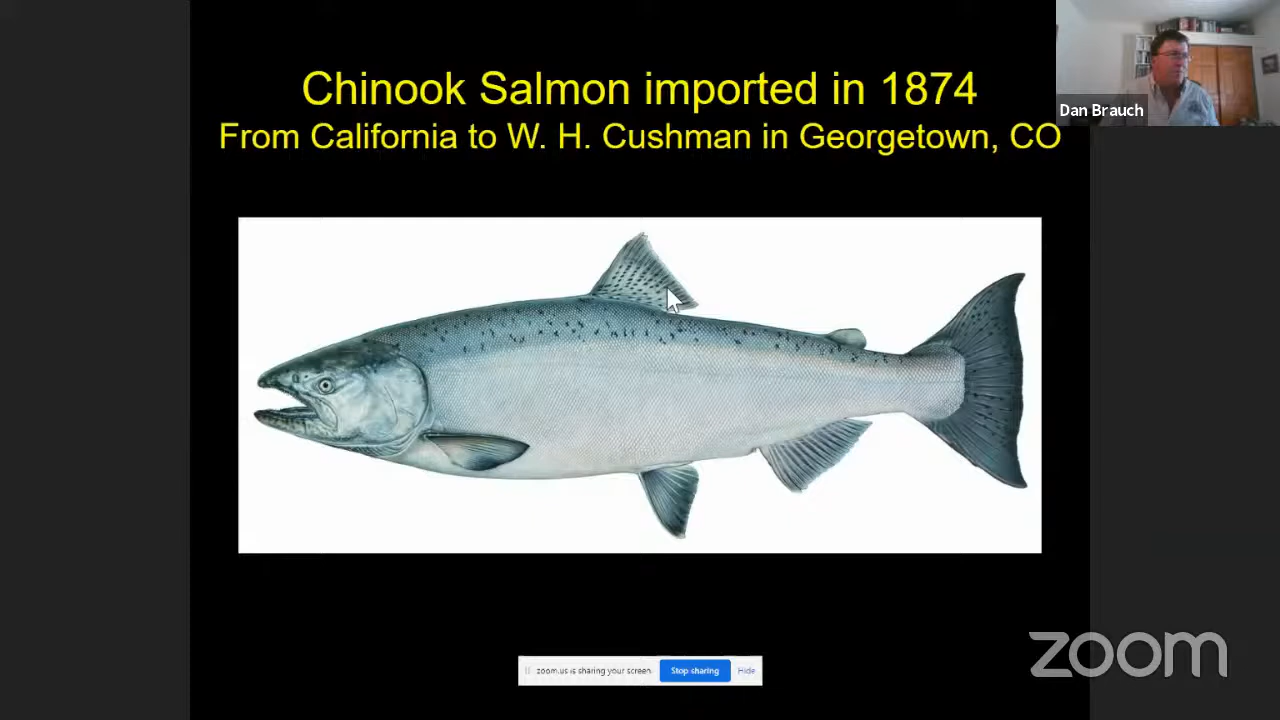 Chinook Salmon imported in 1874
From California to W. H. Cushman in Georgetown, CO
Dan Brauch
zoom
zoom.us is sharing your screen.
Stop sharing
Hide